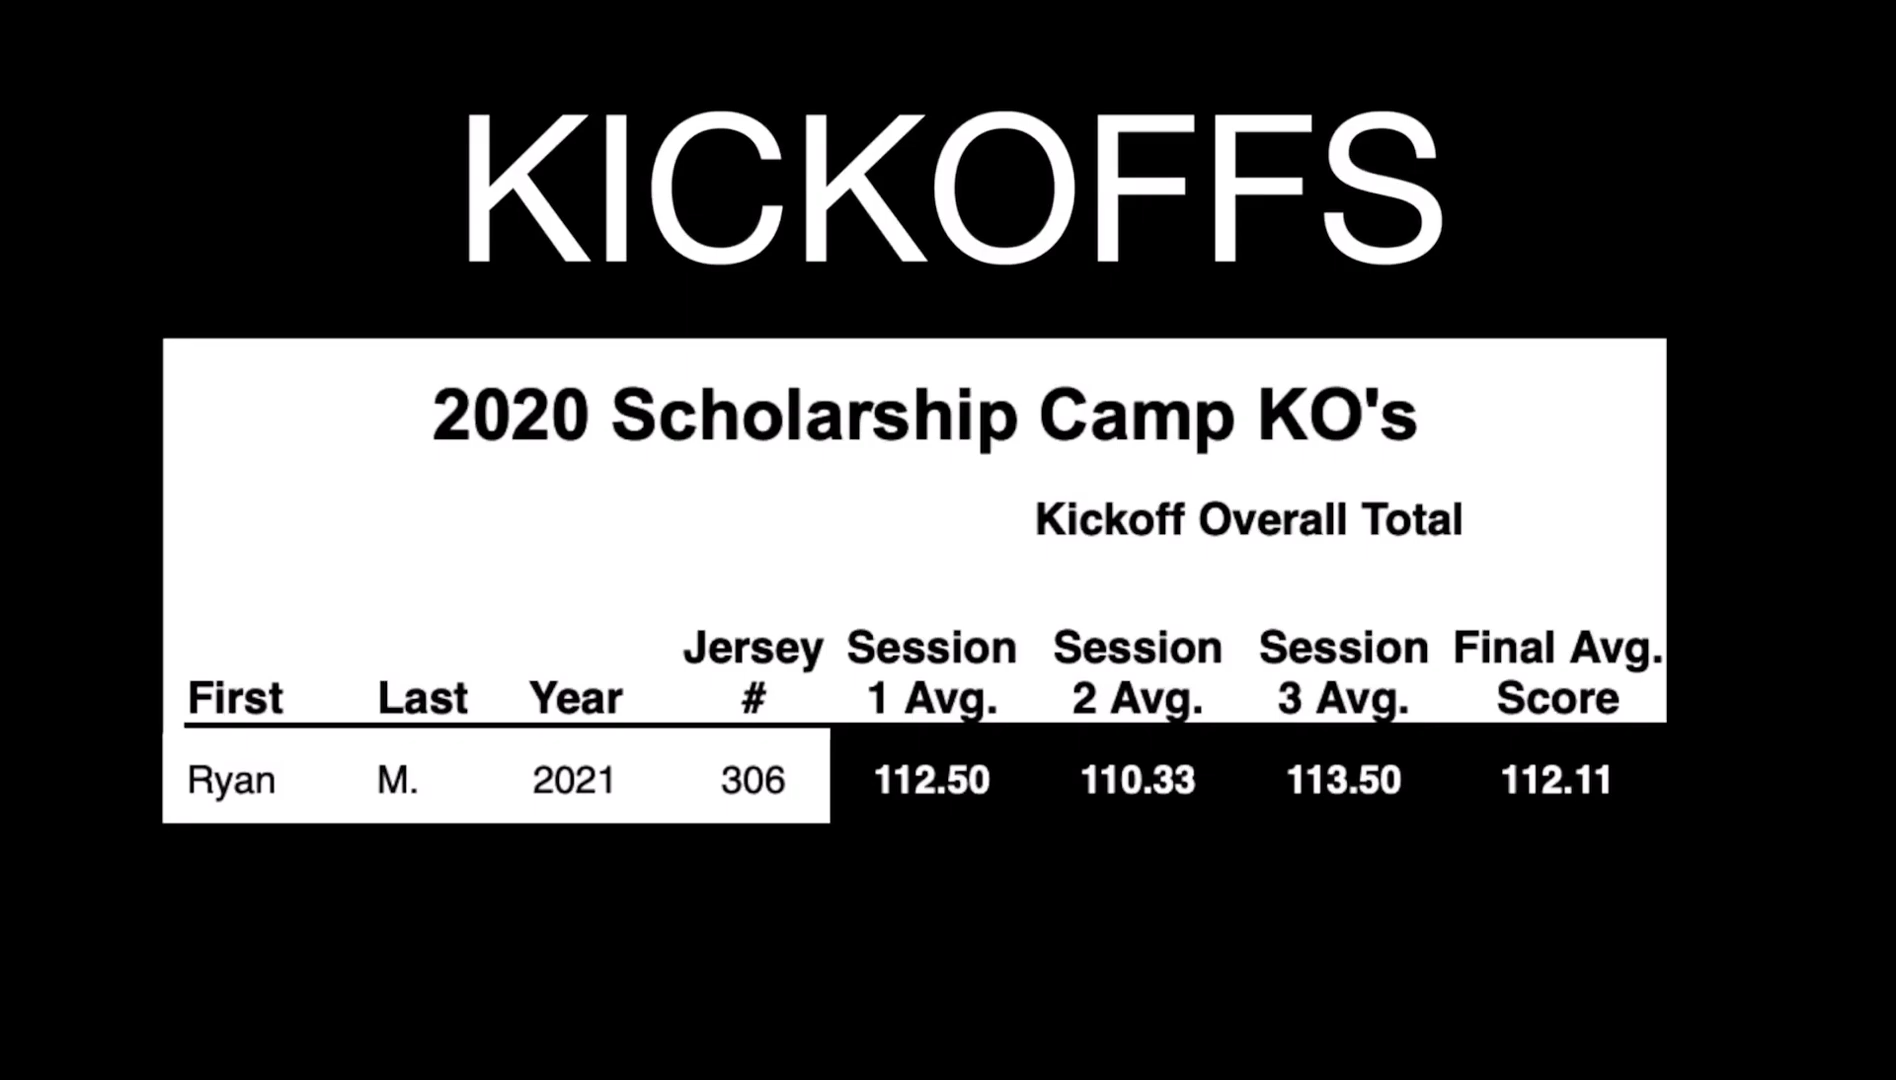 KICKOFFS
2020 Scholarship Camp KO's
Kickoff Overall Total
First Last Year Jersey # Session 1 Avg. Session 2 Avg. Session 3 Avg. Final Avg. Score
Ryan M. 2021 306 112.50 110.33 113.50 112.11